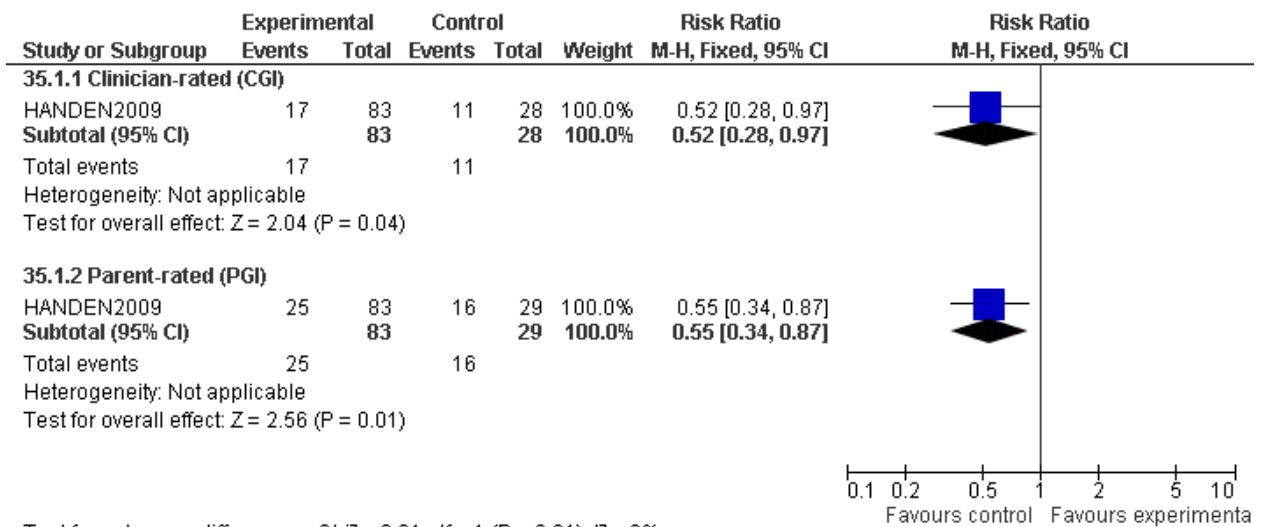 Experimental Control Risk Ratio Risk Ratio
Study or Subgroup Events Total Events Total Weight M-H, Fixed, 95% CI M-H, Fixed, 95% CI
35.1.1 Clinician-rated (CGI)
HANDEN2009 17 83 11 28 100.0% 0.52 [0.28, 0.97]
Subtotal (95% CI) 83 28 100.0% 0.52 [0.28, 0.97]
Total events 17 11
Heterogeneity: Not applicable
Test for overall effect: Z = 2.04 (P = 0.04)
35.1.2 Parent-rated (PGI)
HANDEN2009 25 83 16 29 100.0% 0.55 [0.34, 0.87]
Subtotal (95% CI) 83 29 100.0% 0.55 [0.34, 0.87]
Total events 25 16
Heterogeneity: Not applicable
Test for overall effect: Z = 2.56 (P = 0.01)
0.1 0.2 0.5 1 2 5 10
Favours control Favours experimenta